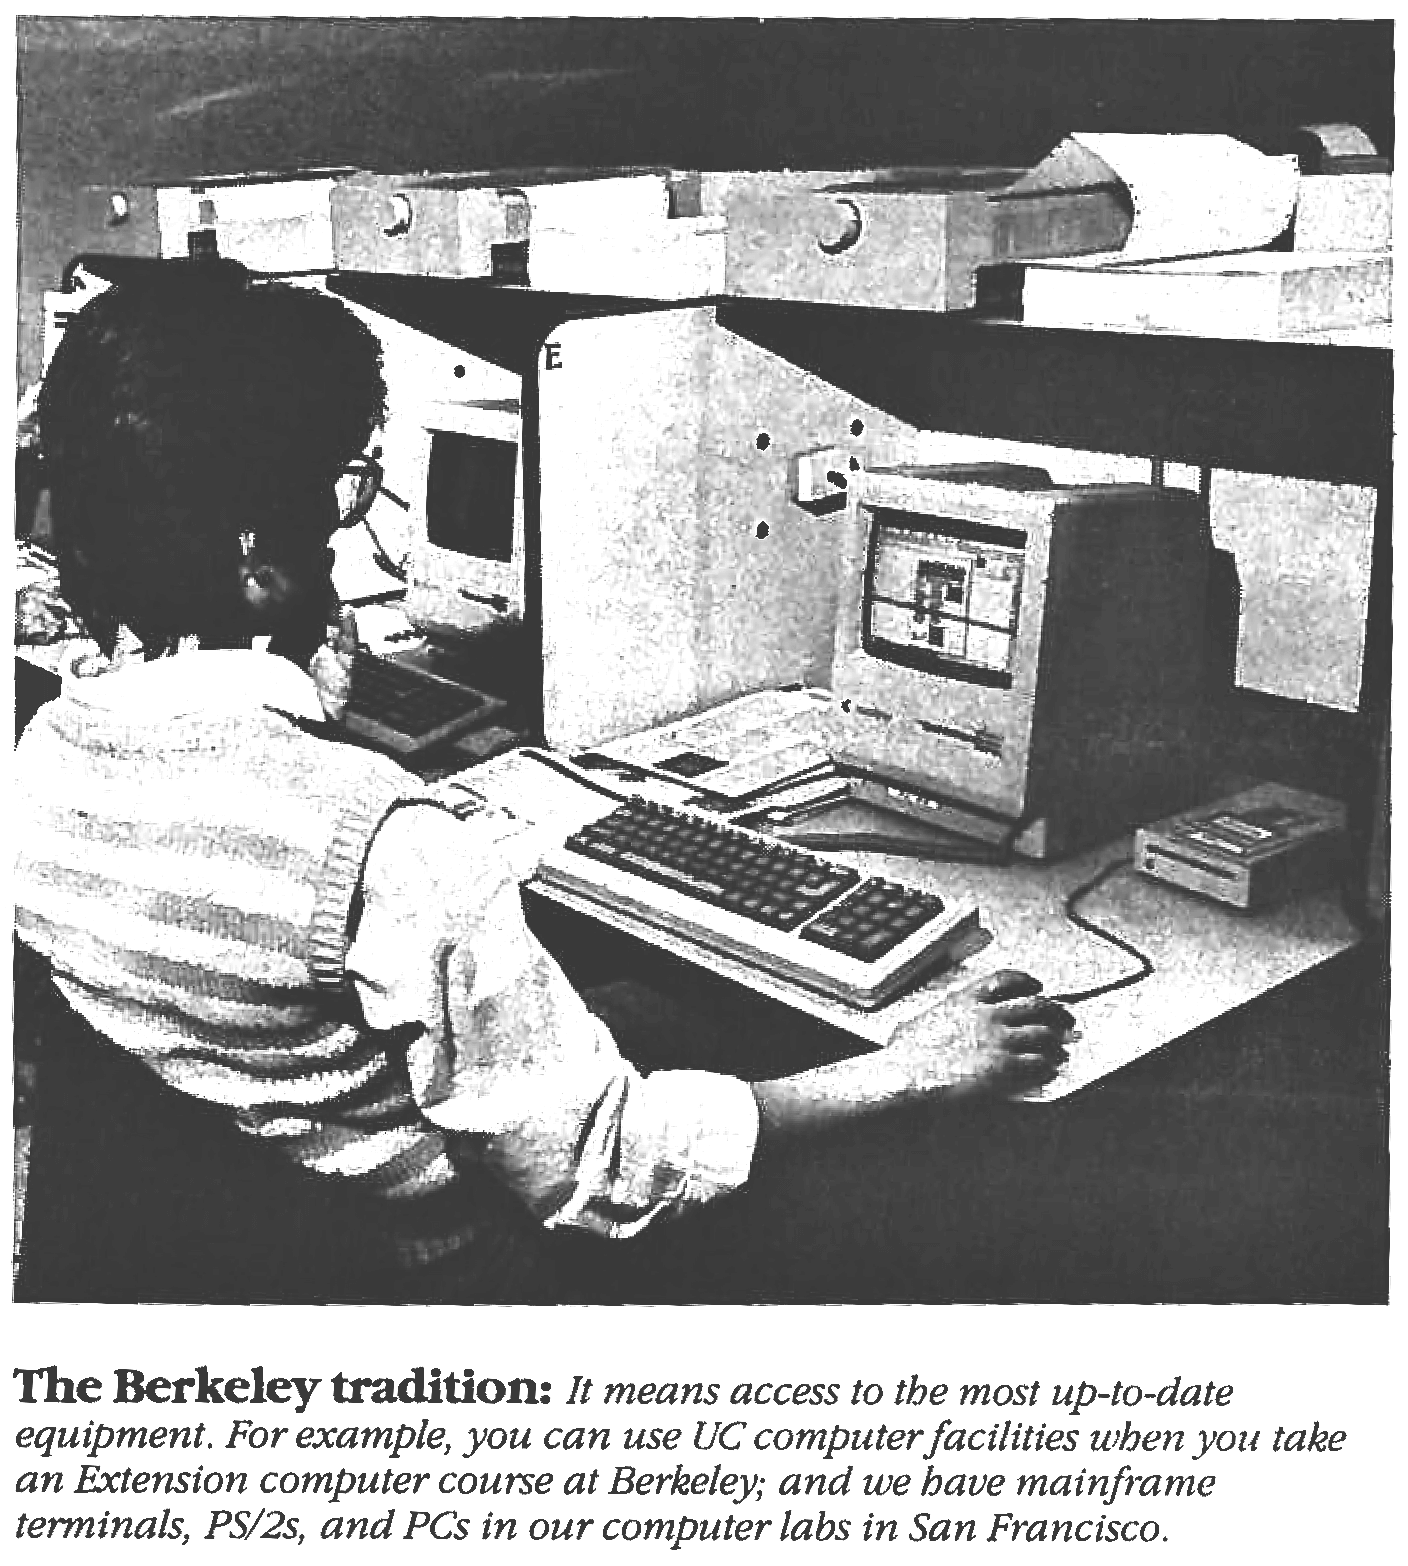 E
The Berkeley tradition: It means access to the most up-to-date
equipment. For example, you can use UC computer facilities when you take
an Extension computer course at Berkeley; and we have mainframe
terminals, PS/2s, and PCs in our computer labs in San Francisco.